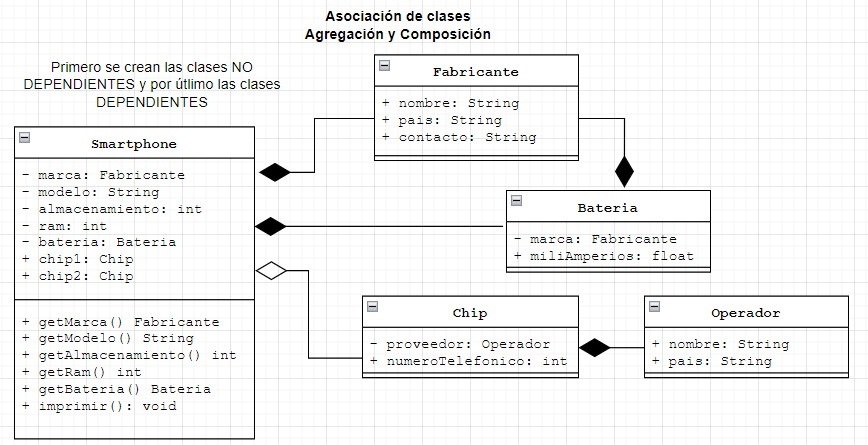 Asociación de clases
Agregación y Composición
Primero se crean las clases NO
DEPENDIENTES y por útlimo las clases
DEPENDIENTES
Fabricante
+ nombre: String
+ pais: String
+ contacto: String
Smartphone
- marca: Fabricante
- modelo: String
- almacenamiento: int
- ram: int
- bateria: Bateria
+ chip1: Chip
+ chip2: Chip
+ getMarca() Fabricante
+ getModelo() String
+ getAlmacenamiento() int
+ getRam() int
+ getBateria() Bateria
+ imprimir(): void
Bateria
- marca: Fabricante
- miliAmperios: float
Chip
- proveedor: Operador
+ numeroTelefonico: int
Operador
+ nombre: String
+ pais: String